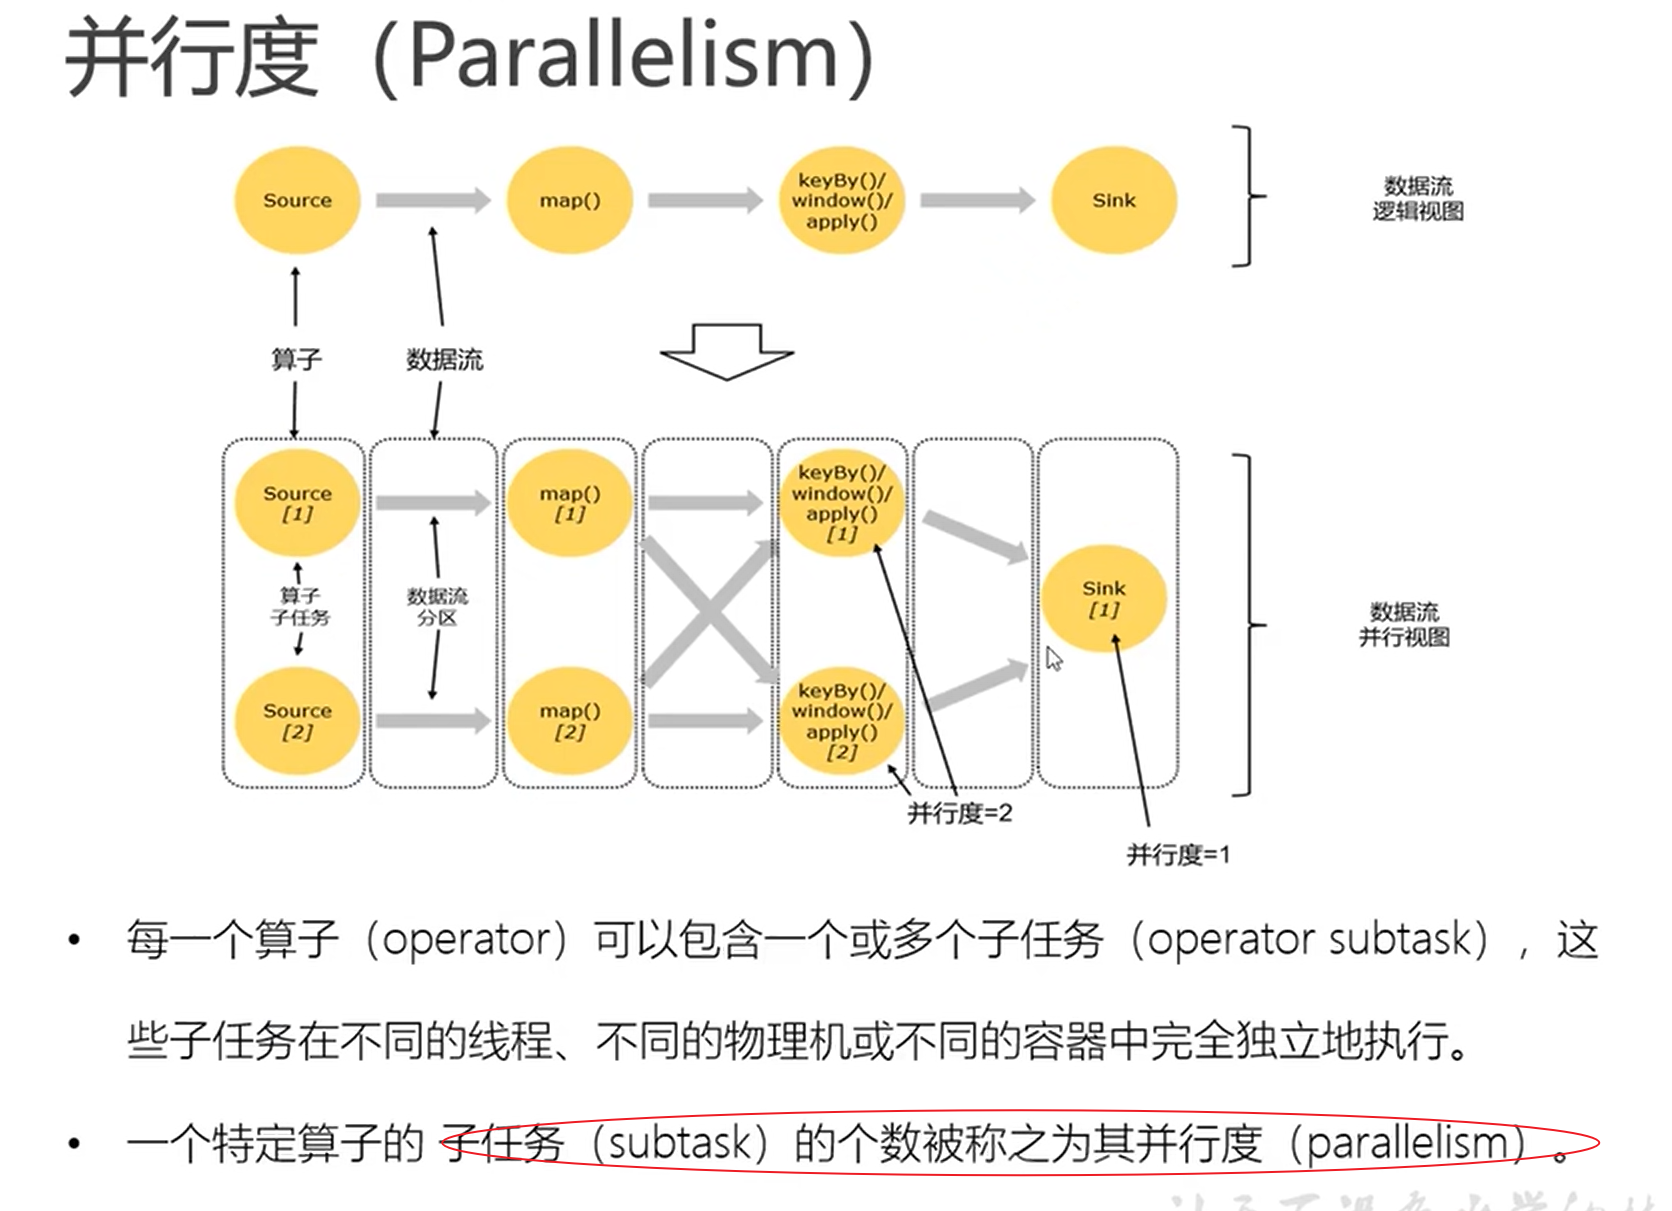 并行度（Parallelism）
Source
map()
keyBy()/
window()/
apply()
Sink
数据流
逻辑视图
算子
数据流
Source
[1]
map()
[1]
keyBy()/
window()/
apply()
[1]
算子
子任务
数据流
分区
Sink
[1]
数据流
并行视图
Source
[2]
map()
[2]
keyBy()/
window()/
apply()
[2]
并行度=2
并行度=1
• 每一个算子（operator）可以包含一个或多个子任务（operator subtask），这
些子任务在不同的线程、不同的物理机或不同的容器中完全独立地执行。
• 一个特定算子的 子任务（subtask）的个数被称之为其并行度（parallelism）。